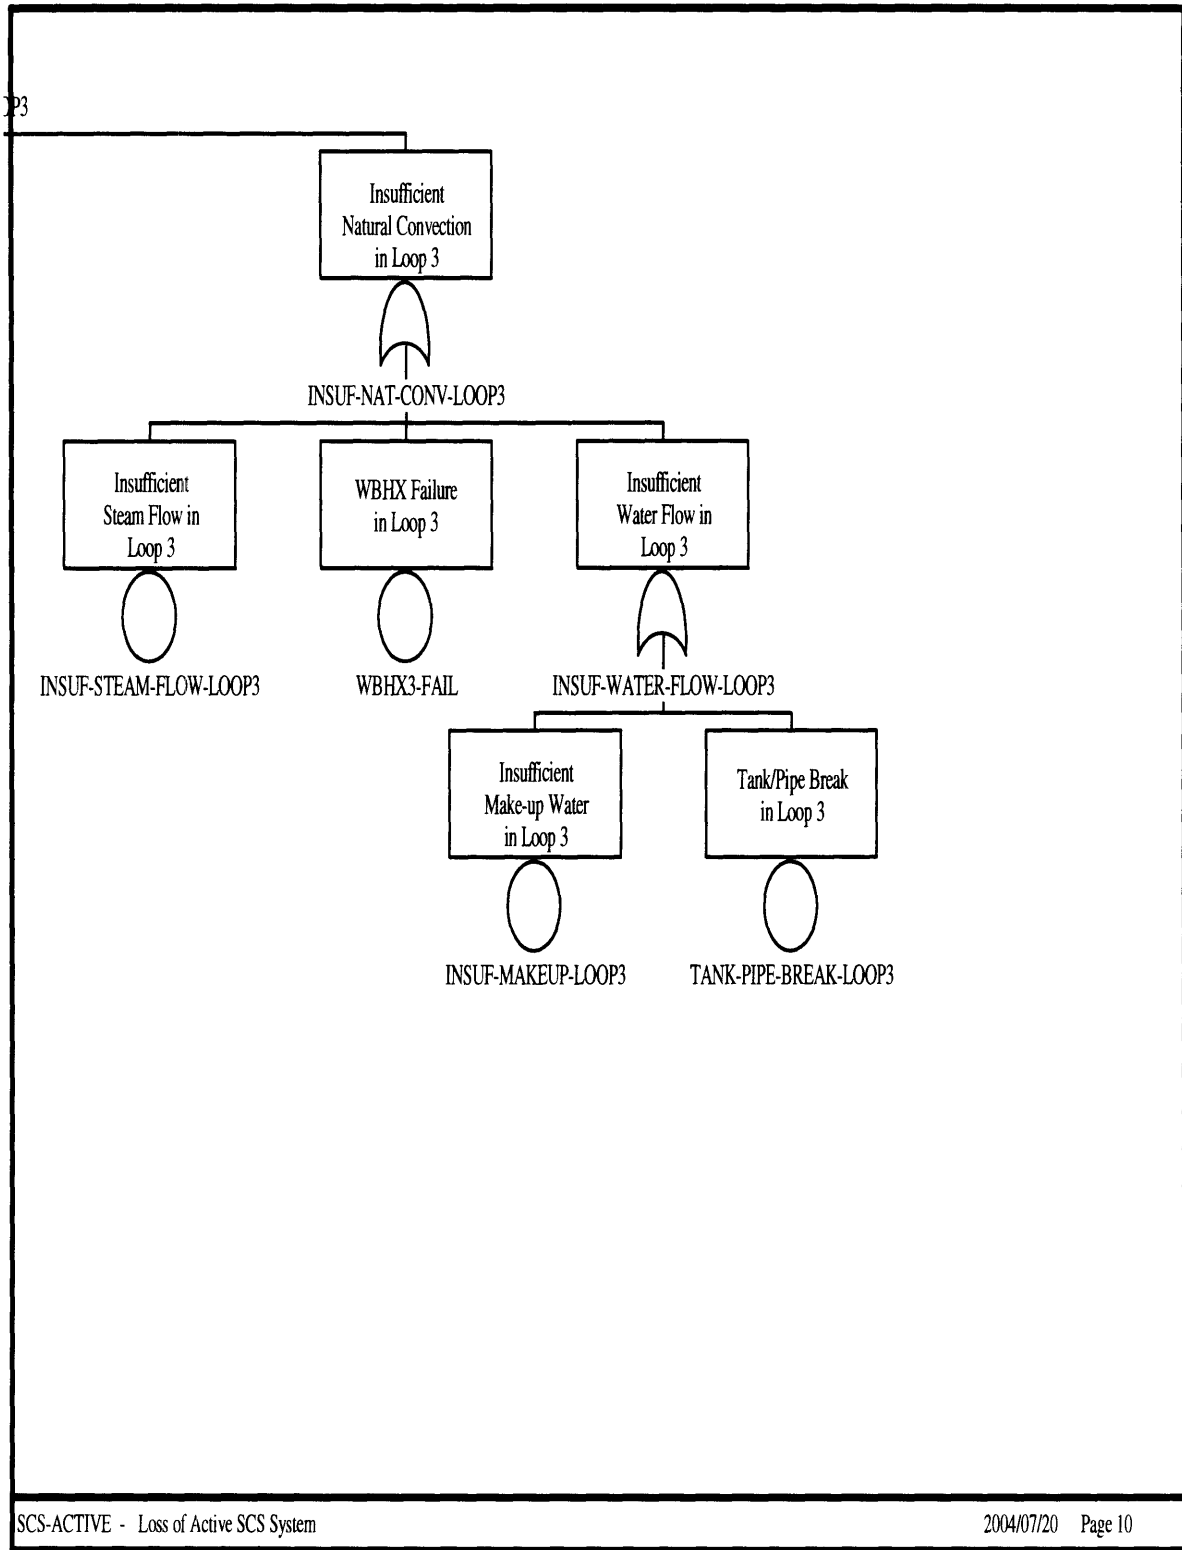 OP3
Insufficient
Natural Convection
in Loop 3
INSUF-NAT-CONV-LOOP3
Insufficient
Steam Flow in
Loop 3
WBHX Failure
in Loop 3
Insufficient
Water Flow in
Loop 3
INSUF-STEAM-FLOW-LOOP3
WBHX3-FAIL
INSUF-WATER-FLOW-LOOP3
Insufficient
Make-up Water
in Loop 3
Tank/Pipe Break
in Loop 3
INSUF-MAKEUP-LOOP3
TANK-PIPE-BREAK-LOOP3
SCS-ACTIVE - Loss of Active SCS System
2004/07/20 Page 10